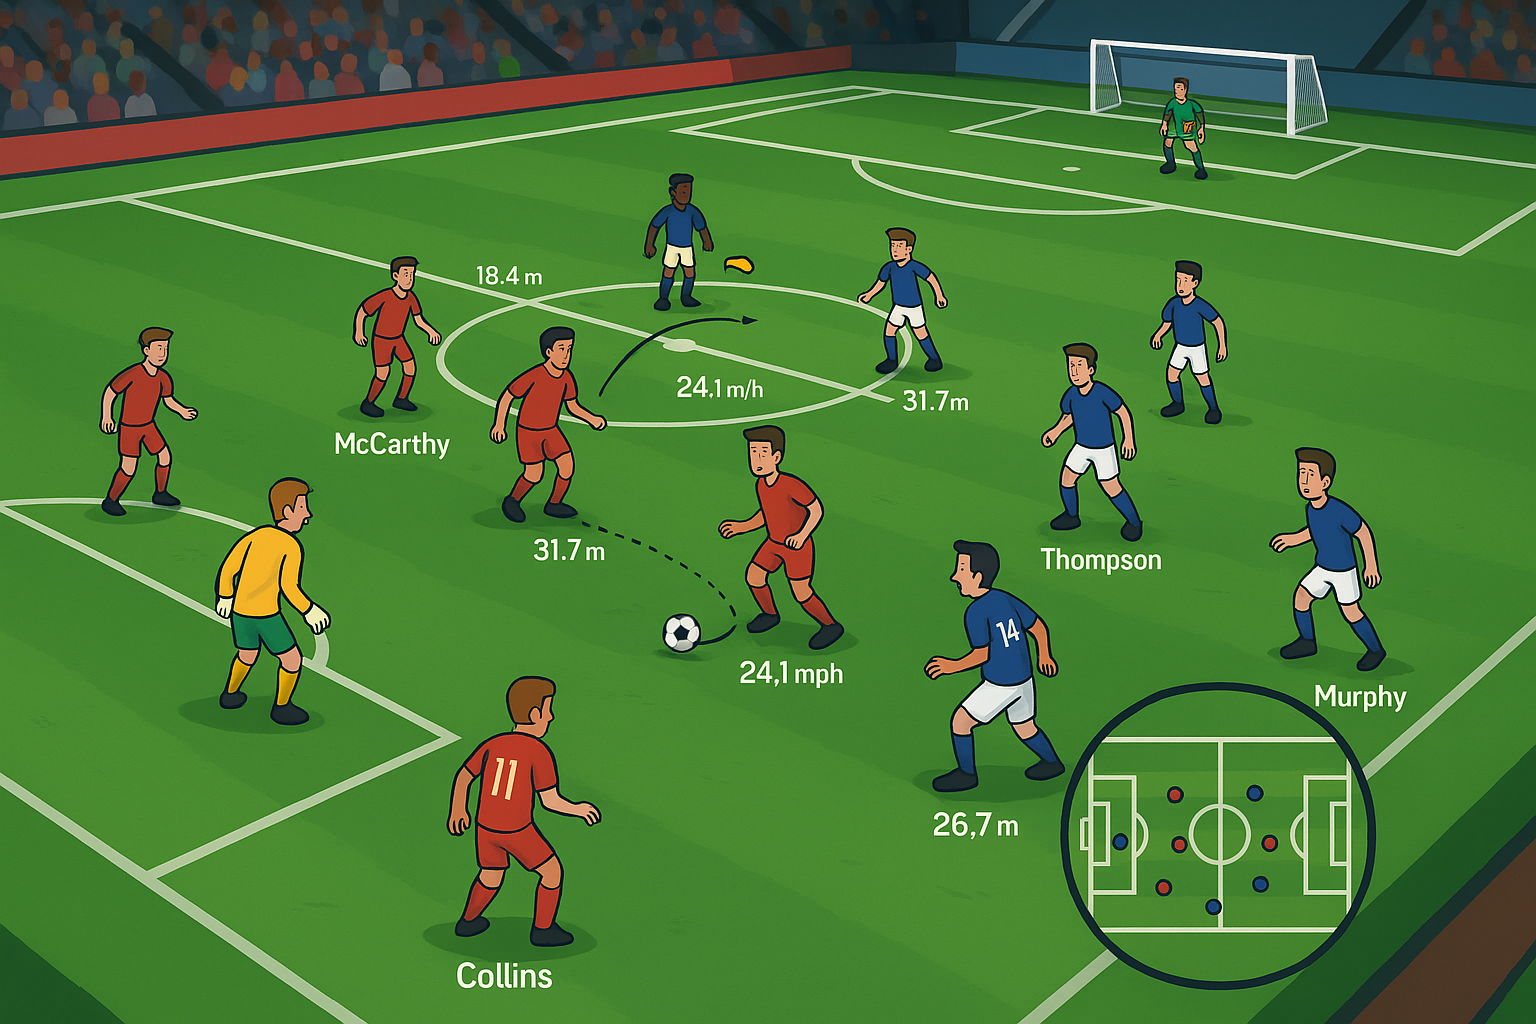 18.4 m
24.1 m/h
31.7m
McCarthy
31.7 m
Thompson
14
24,1 mph
Murphy
11
26,7 m
Collins